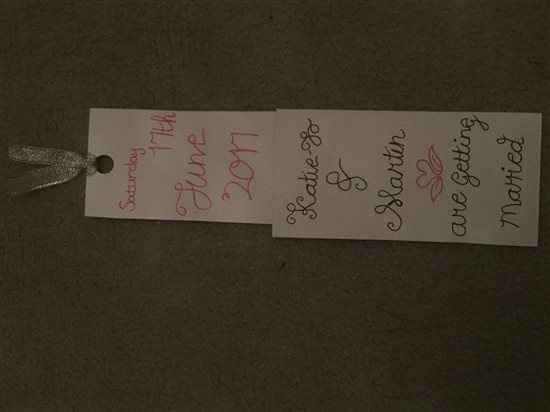 Saturday
17th
June
2017
Katie-Jo
&
Martin
are Getting
Married